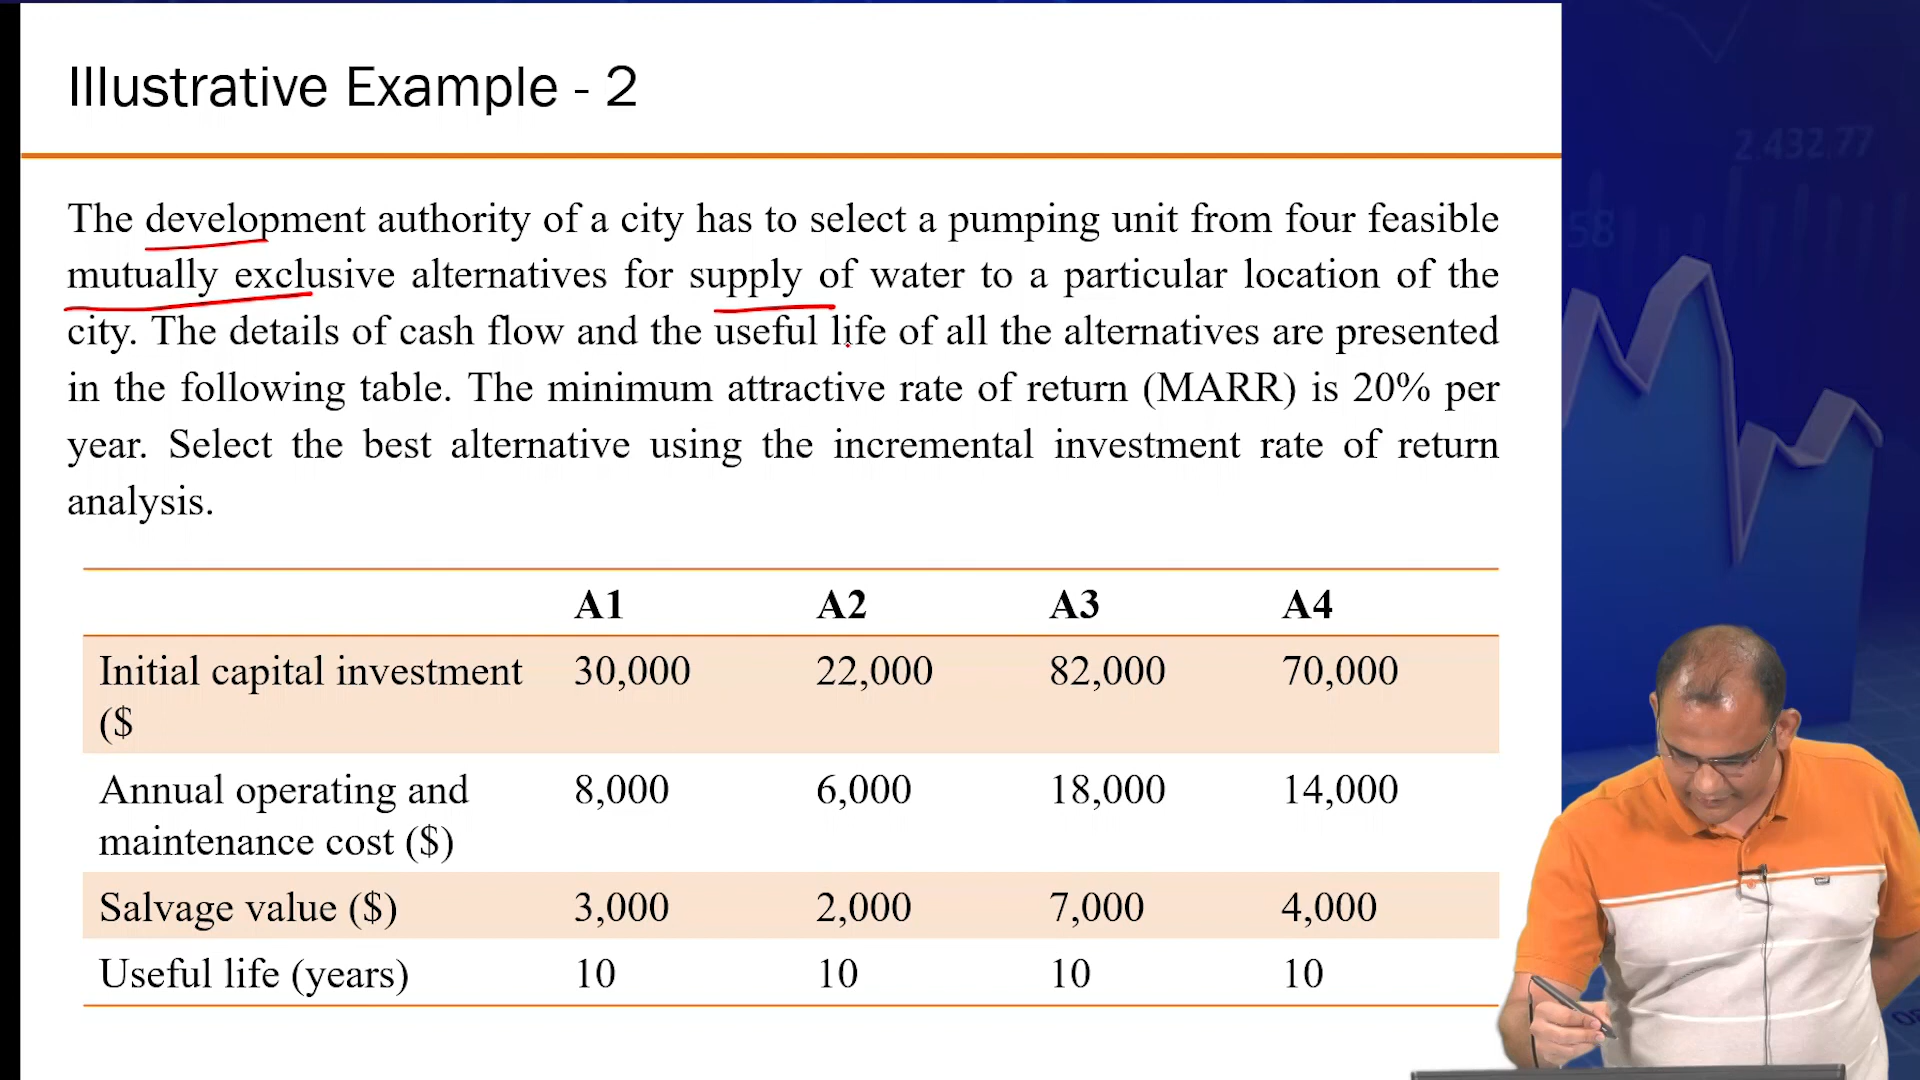 Illustrative Example - 2
The development authority of a city has to select a pumping unit from four feasible
mutually exclusive alternatives for supply of water to a particular location of the
city. The details of cash flow and the useful life of all the alternatives are presented
in the following table. The minimum attractive rate of return (MARR) is 20% per
year. Select the best alternative using the incremental investment rate of return
analysis.
A1 A2 A3 A4
Initial capital investment 30,000 22,000 82,000 70,000
($
Annual operating and 8,000 6,000 18,000 14,000
maintenance cost ($)
Salvage value ($) 3,000 2,000 7,000 4,000
Useful life (years) 10 10 10 10
2.432,77
58